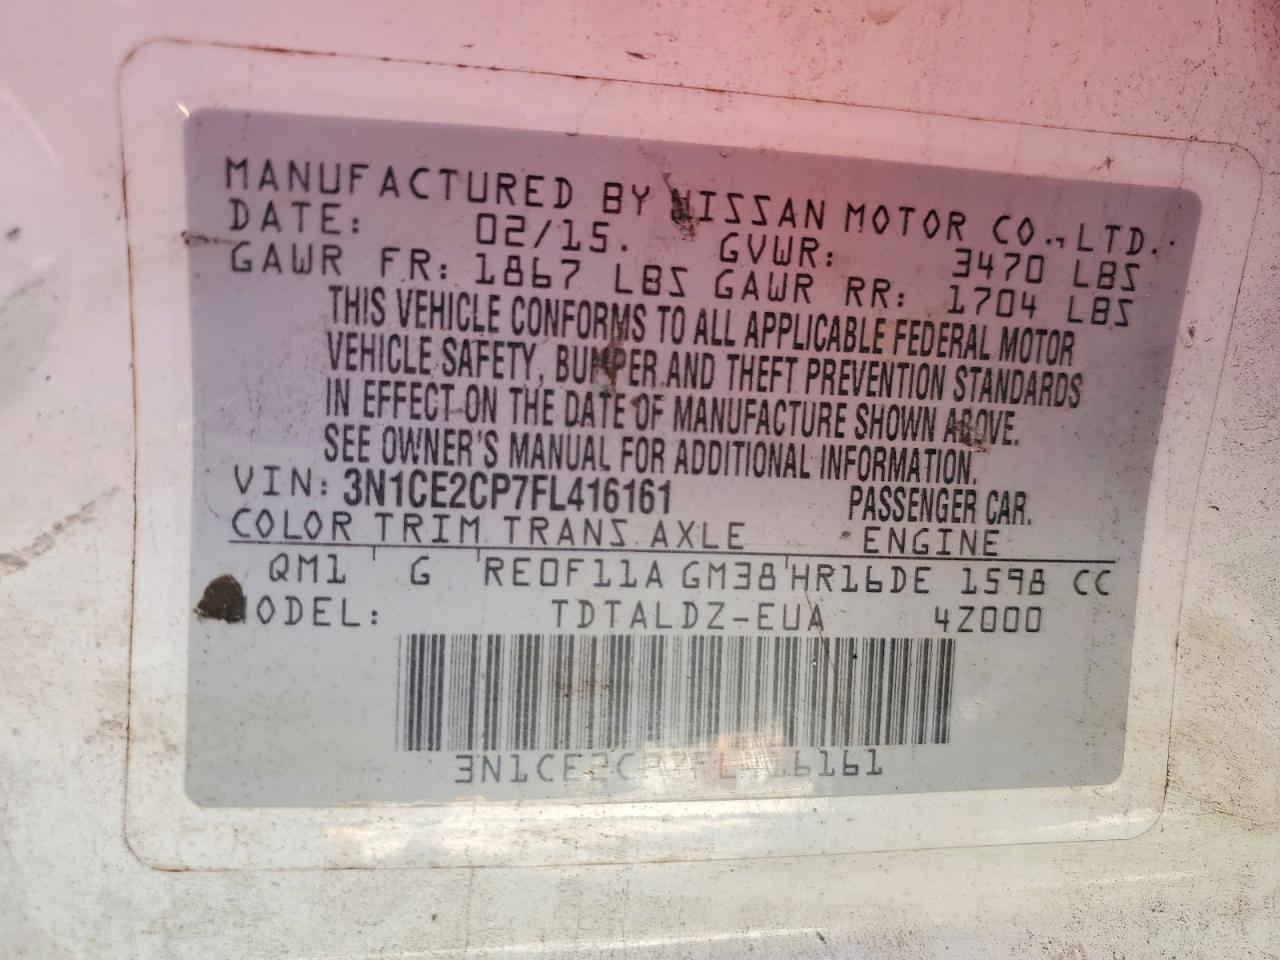 MANUFACTURED BY NISSAN MOTOR CO., LTD.
DATE: 02/15. GVWR: 3470 LBS
GAWR FR: 1867 LBS GAWR RR: 1704 LBS
THIS VEHICLE CONFORMS TO ALL APPLICABLE FEDERAL MOTOR
VEHICLE SAFETY, BUMPER AND THEFT PREVENTION STANDARDS
IN EFFECT ON THE DATE OF MANUFACTURE SHOWN ABOVE.
SEE OWNER'S MANUAL FOR ADDITIONAL INFORMATION.
VIN: 3N1CE2CP7FL416161 PASSENGER CAR.
COLOR TRIM TRANS AXLE ENGINE
QM1 G RE0F11A GM38 HR16DE 1598 CC
MODEL: TDTALDZ-EUA 4Z000
3N1CE2CP7FL416161